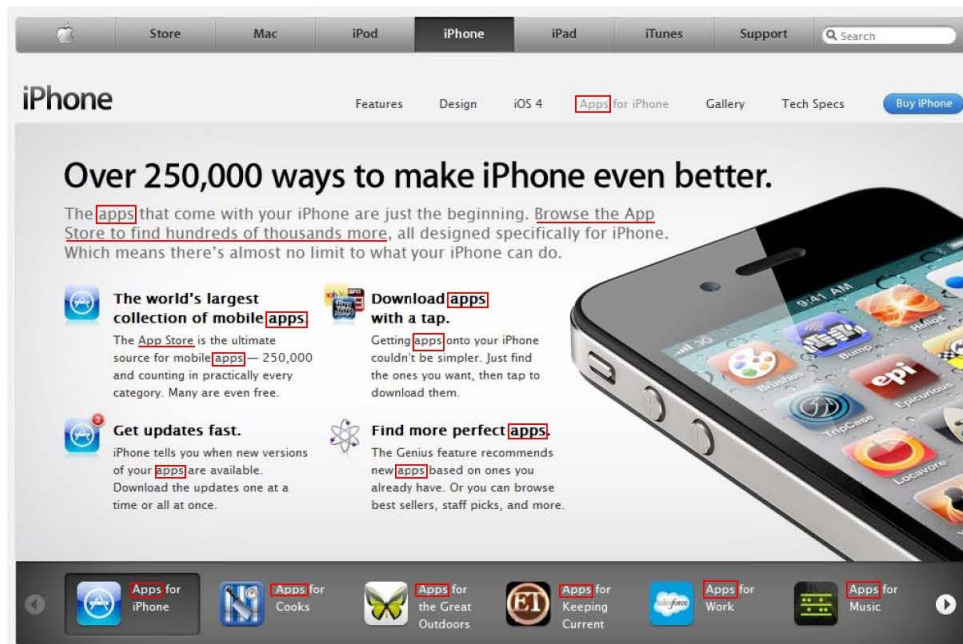 Store Mac iPod iPhone iPad iTunes Support Search
iPhone
Features Design iOS 4 Apps for iPhone Gallery Tech Specs Buy iPhone
Over 250,000 ways to make iPhone even better.
The apps that come with your iPhone are just the beginning. Browse the App
Store to find hundreds of thousands more, all designed specifically for iPhone.
Which means there's almost no limit to what your iPhone can do.
The world's largest
collection of mobile apps.
The App Store is the ultimate
source for mobile apps — 250,000
and counting in practically every
category. Many are even free.
Download apps
with a tap.
Getting apps onto your iPhone
couldn't be simpler. Just find
the ones you want, then tap to
download them.
3
Get updates fast.
iPhone tells you when new versions
of your apps are available.
Download the updates one at a
time or all at once.
Find more perfect apps.
The Genius feature recommends
new apps based on ones you
already have. Or you can browse
best sellers, staff picks, and more.
3G
9:41 AM
Brushes
Bump
TripCase
epi
Epicurious
Locavore
Apps for
iPhone
Apps for
Cooks
Apps for
the Great
Outdoors
ET
Apps for
Keeping
Current
salesforce
Apps for
Work
Apps for
Music